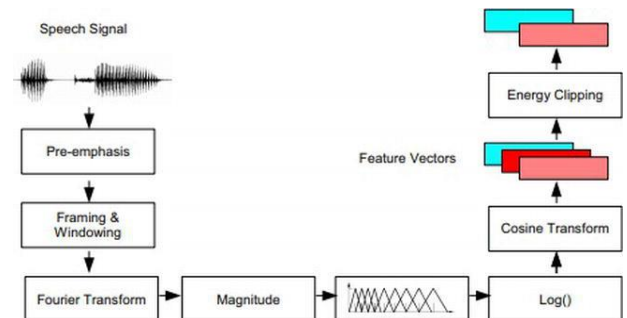 Speech Signal
Pre-emphasis
Framing &
Windowing
Fourier Transform
Magnitude
Log()
Cosine Transform
Feature Vectors
Energy Clipping